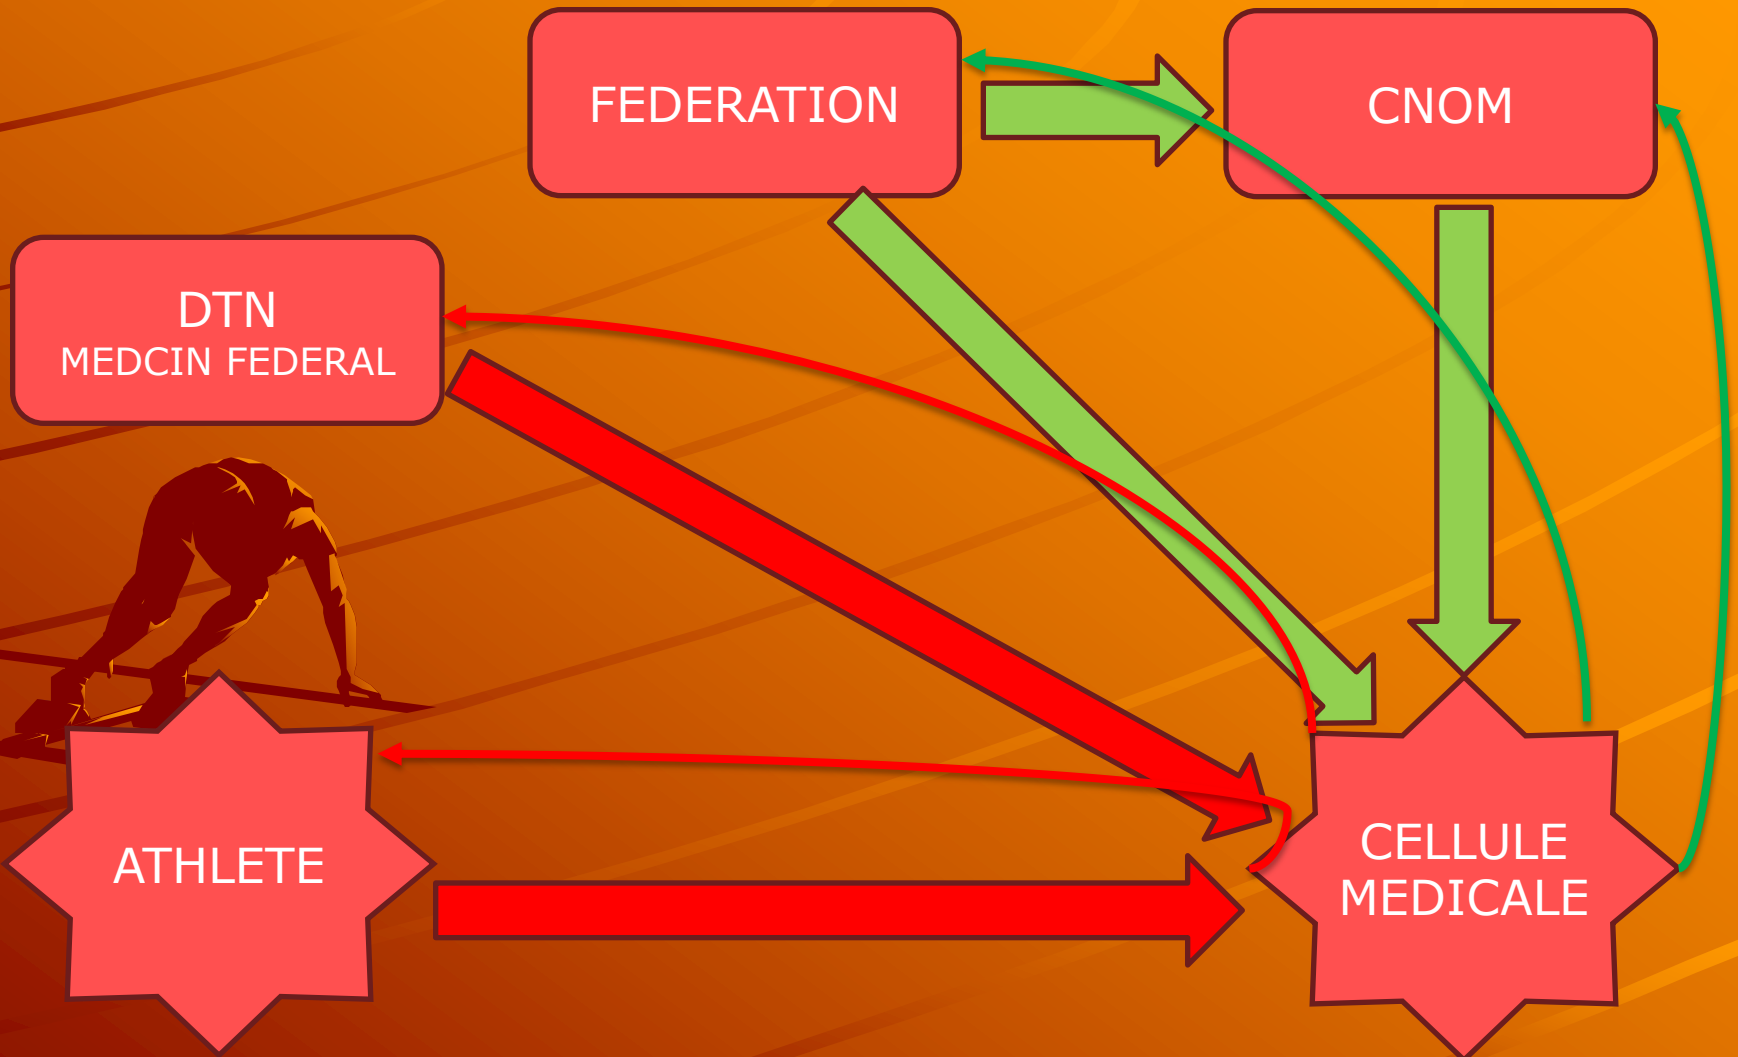 FEDERATION
CNOM
DTN
MEDCIN FEDERAL
ATHLETE
CELLULE
MEDICALE